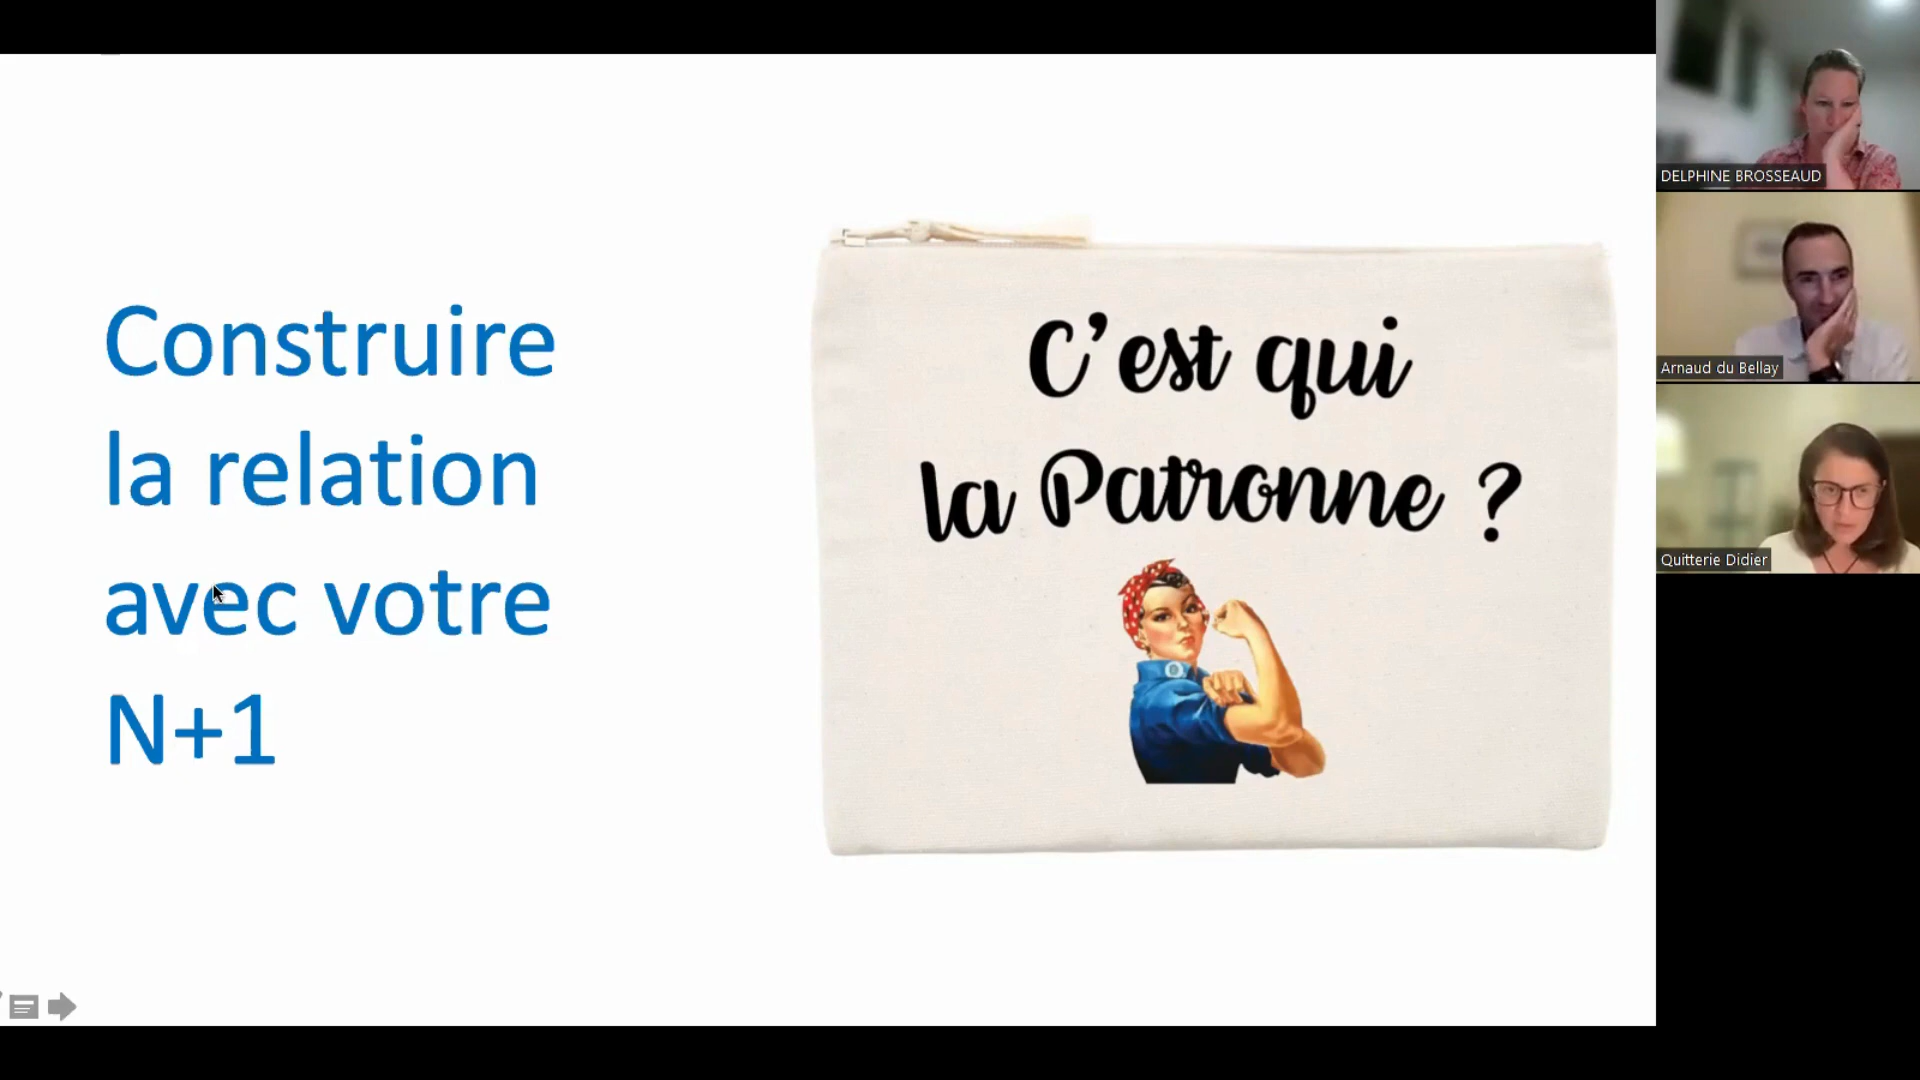 Construire
la relation
avec votre
N+1
C'est qui
la Patronne ?
DELPHINE BROSSEAUD
Arnaud du Bellay
Quitterie Didier